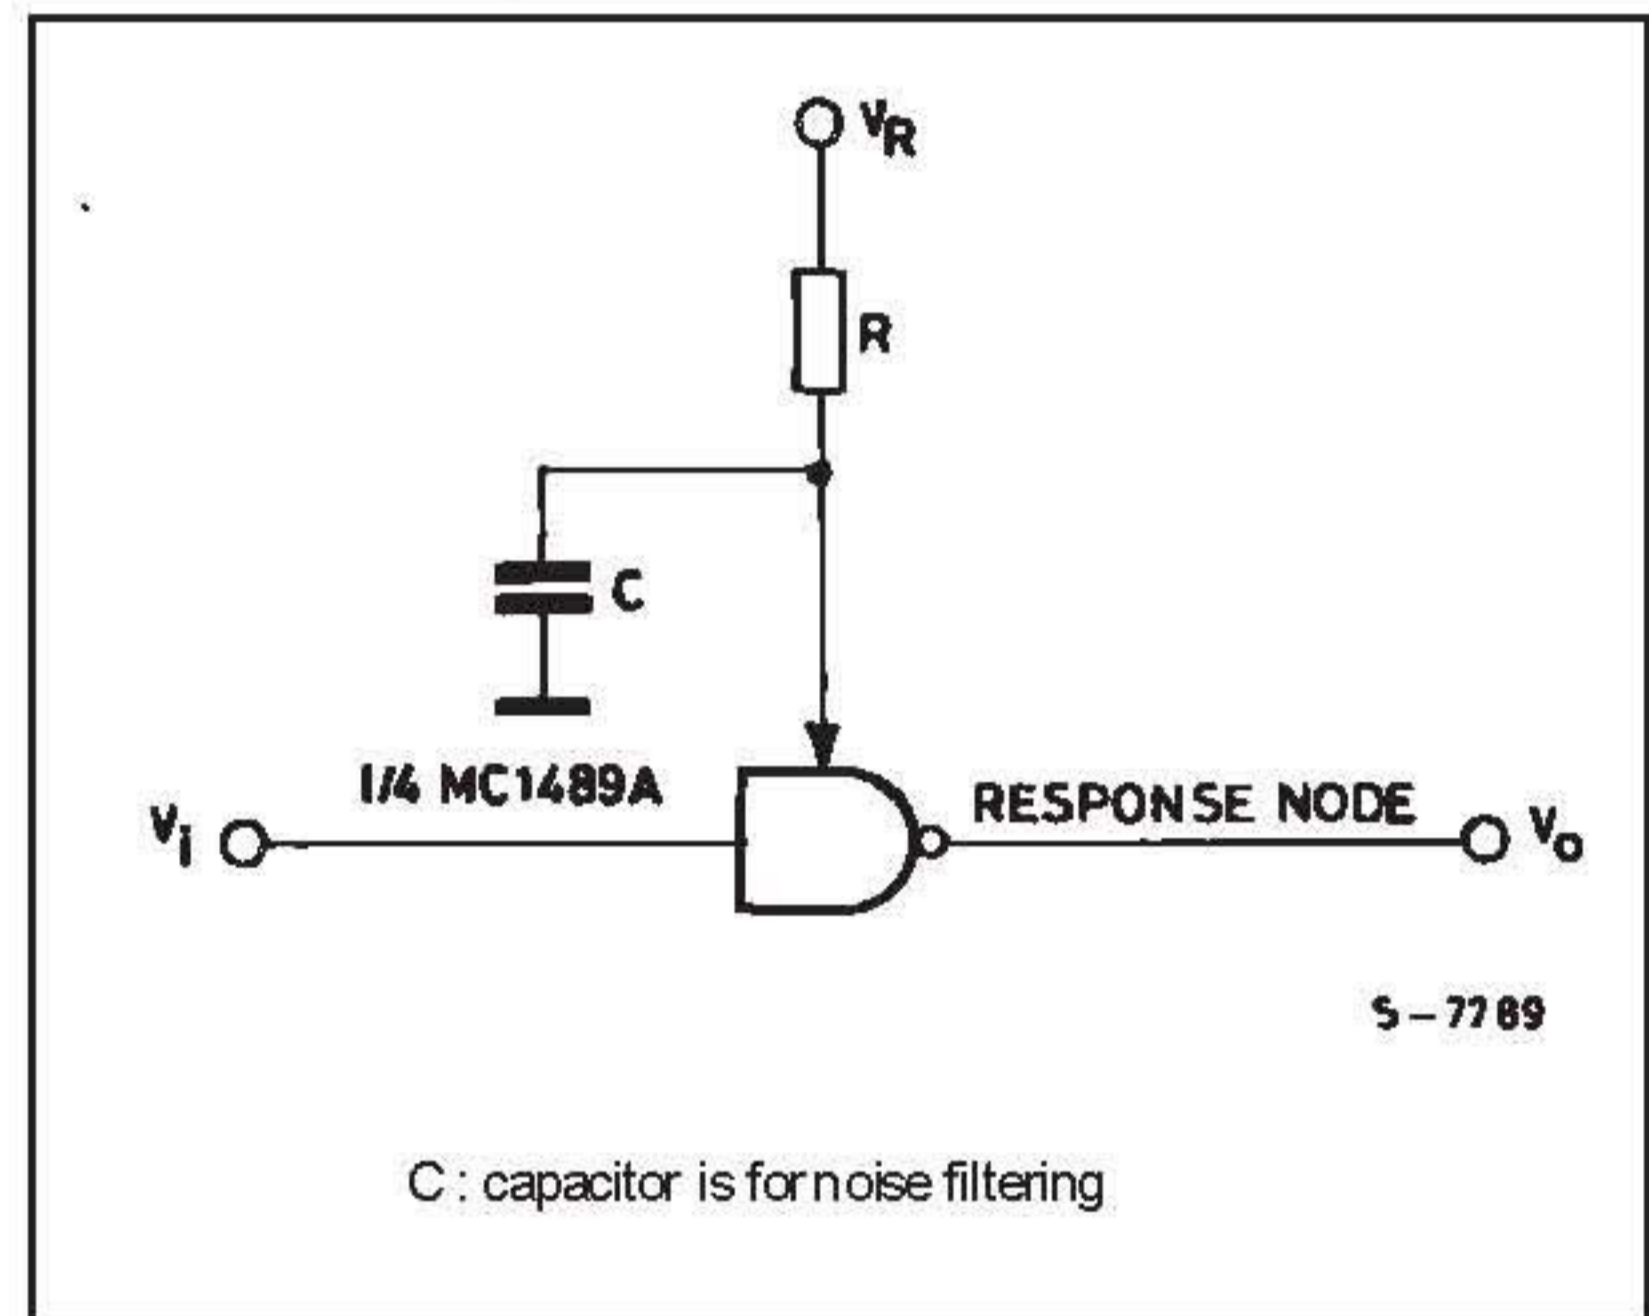 VR
R
C
1/4 MC1489A
Vi
RESPONSE NODE
Vo
S-7789
C : capacitor is for noise filtering